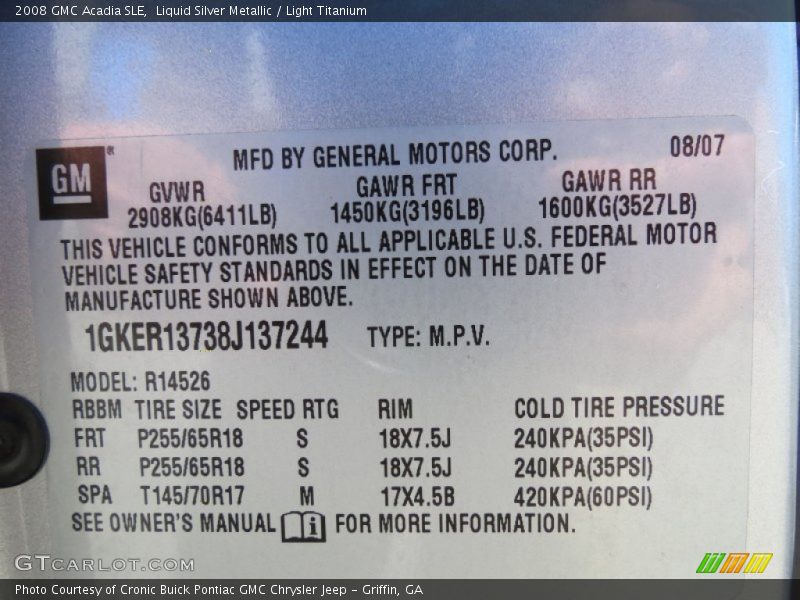 2008 GMC Acadia SLE,  Liquid Silver Metallic / Light Titanium
MFD BY GENERAL MOTORS CORP. 08/07
GM®
GVWR GAWR FRT GAWR RR
2908KG(6411LB) 1450KG(3196LB) 1600KG(3527LB)
THIS VEHICLE CONFORMS TO ALL APPLICABLE U.S. FEDERAL MOTOR
VEHICLE SAFETY STANDARDS IN EFFECT ON THE DATE OF
MANUFACTURE SHOWN ABOVE.
1GKER13738J137244 TYPE: M.P.V.
MODEL: R14526
RBBM TIRE SIZE SPEED RTG RIM COLD TIRE PRESSURE
FRT P255/65R18 S 18X7.5J 240KPA(35PSI)
RR P255/65R18 S 18X7.5J 240KPA(35PSI)
SPA T145/70R17 M 17X4.5B 420KPA(60PSI)
SEE OWNER'S MANUAL i FOR MORE INFORMATION.
GTCARLOT.COM
Photo Courtesy of Cronic Buick Pontiac GMC Chrysler Jeep – Griffin, GA